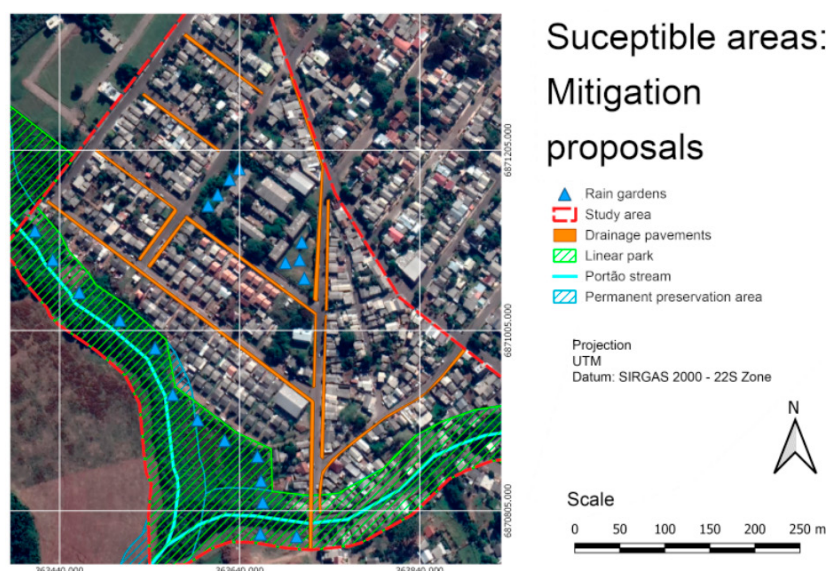 Suceptible areas:
Mitigation
proposals
Rain gardens
Study area
Drainage pavements
Linear park
Portão stream
Permanent preservation area
Projection
UTM
Datum: SIRGAS 2000 - 22S Zone
N
Scale
0 50 100 150 200 250 m
6871205.000
6871005.000
6870805.000
363440.000 363640.000 363840.000